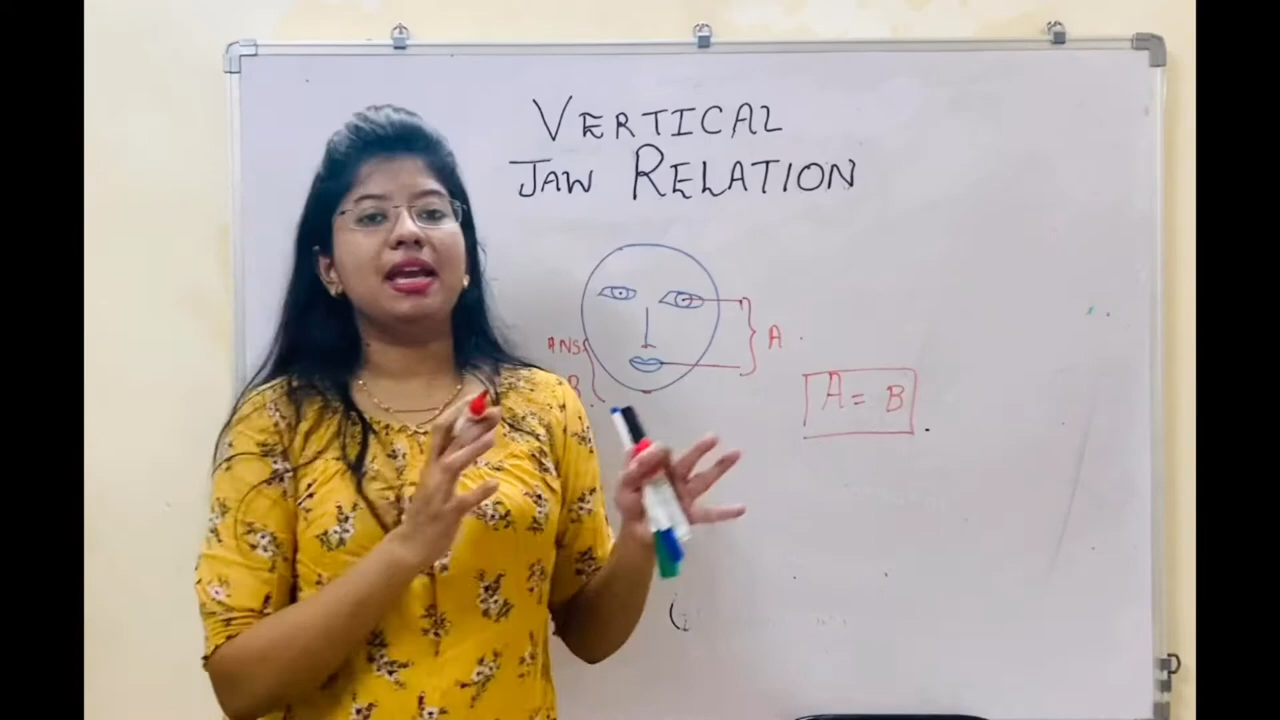 VERTICAL
JAW RELATION
ANS
B
A
A = B